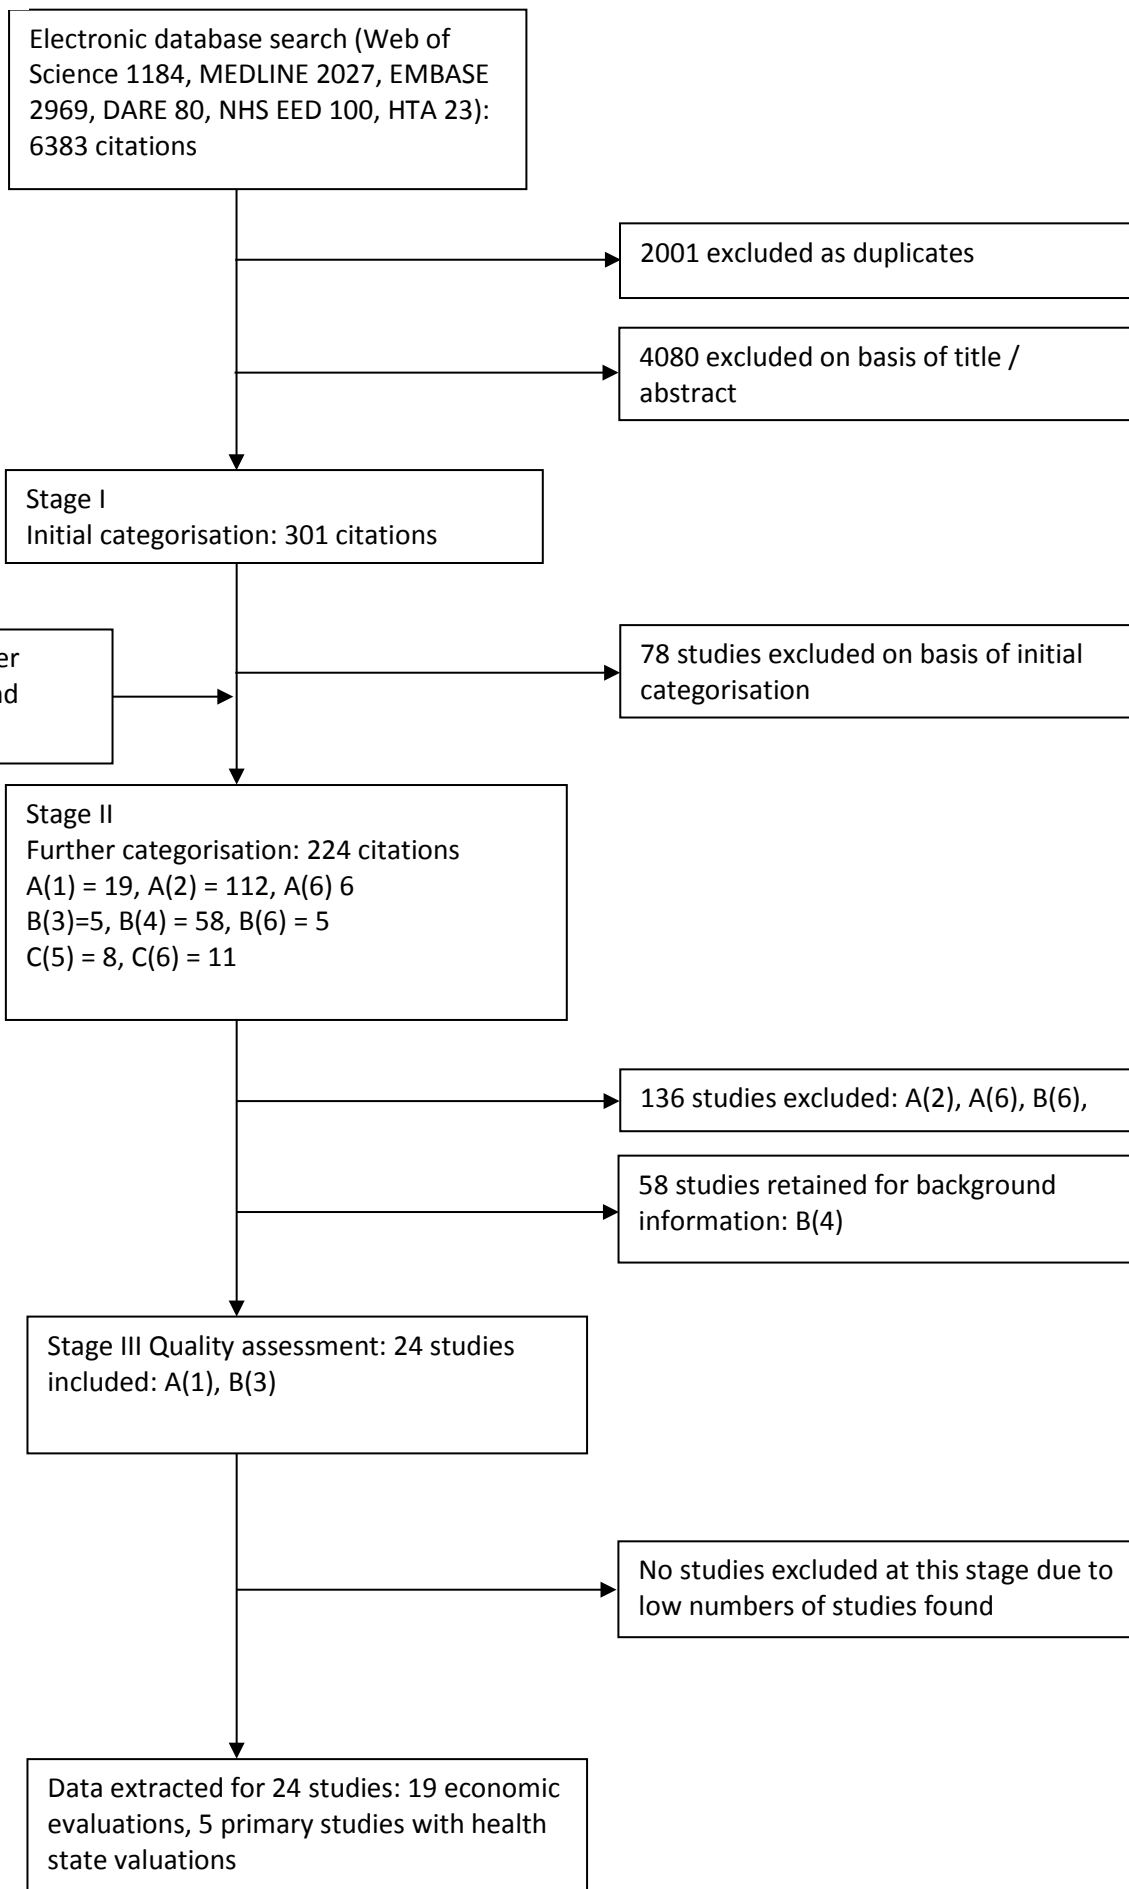 Electronic database search (Web of
Science 1184, MEDLINE 2027, EMBASE
2969, DARE 80, NHS EED 100, HTA 23):
6383 citations
2001 excluded as duplicates
4080 excluded on basis of title /
abstract
Stage I
Initial categorisation: 301 citations
78 studies excluded on basis of initial
categorisation
Stage II
Further categorisation: 224 citations
A(1) = 19, A(2) = 112, A(6) 6
B(3)=5, B(4) = 58, B(6) = 5
C(5) = 8, C(6) = 11
136 studies excluded: A(2), A(6), B(6),
58 studies retained for background
information: B(4)
Stage III Quality assessment: 24 studies
included: A(1), B(3)
No studies excluded at this stage due to
low numbers of studies found
Data extracted for 24 studies: 19 economic
evaluations, 5 primary studies with health
state valuations